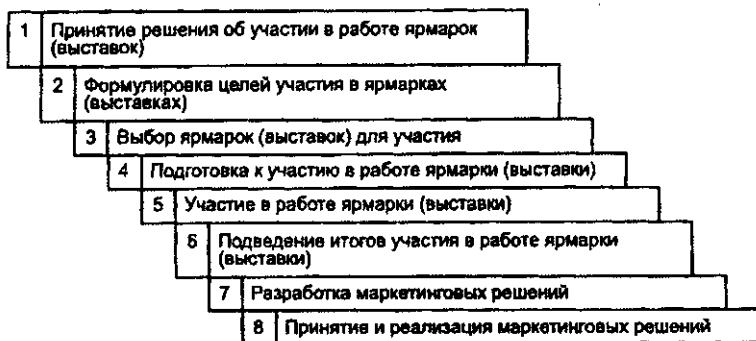 1 Принятие решения об участии в работе ярмарок
(выставок)
2 Формулировка целей участия в ярмарках
(выставках)
3 Выбор ярмарок (выставок) для участия
4 Подготовка к участию в работе ярмарки (выставки)
5 Участие в работе ярмарки (выставки)
6 Подведение итогов участия в работе ярмарки
(выставки)
7 Разработка маркетинговых решений
8 Принятие и реализация маркетинговых решений